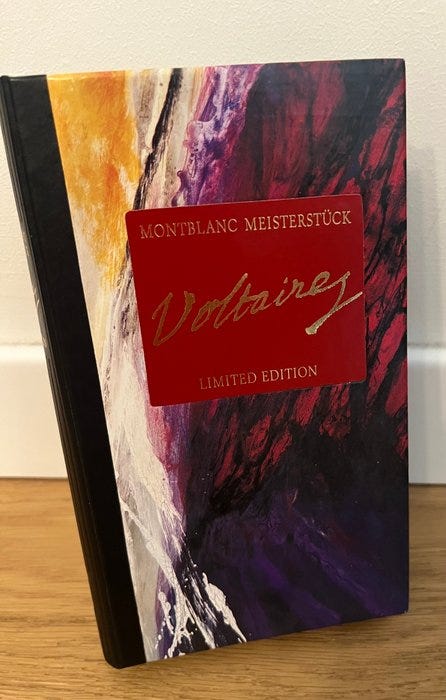 MONTBLANC MEISTERSTÜCK
Voltaire
LIMITED EDITION